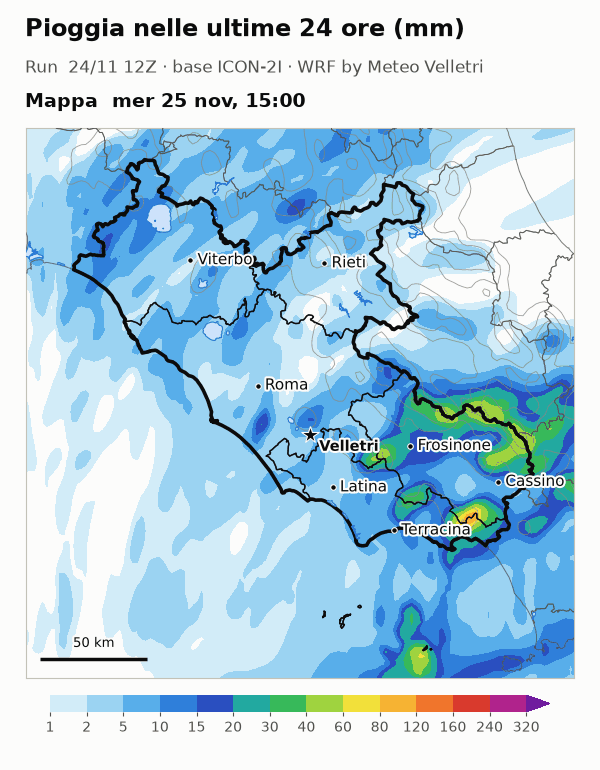 Pioggia nelle ultime 24 ore (mm)
Run  24/11 12Z · base ICON-2I · WRF by Meteo Velletri
Mappa  mer 25 nov, 15:00
Viterbo
Rieti
Roma
Velletri
Frosinone
Latina
Cassino
Terracina
50 km
1 2 5 10 15 20 30 40 60 80 120 160 240 320